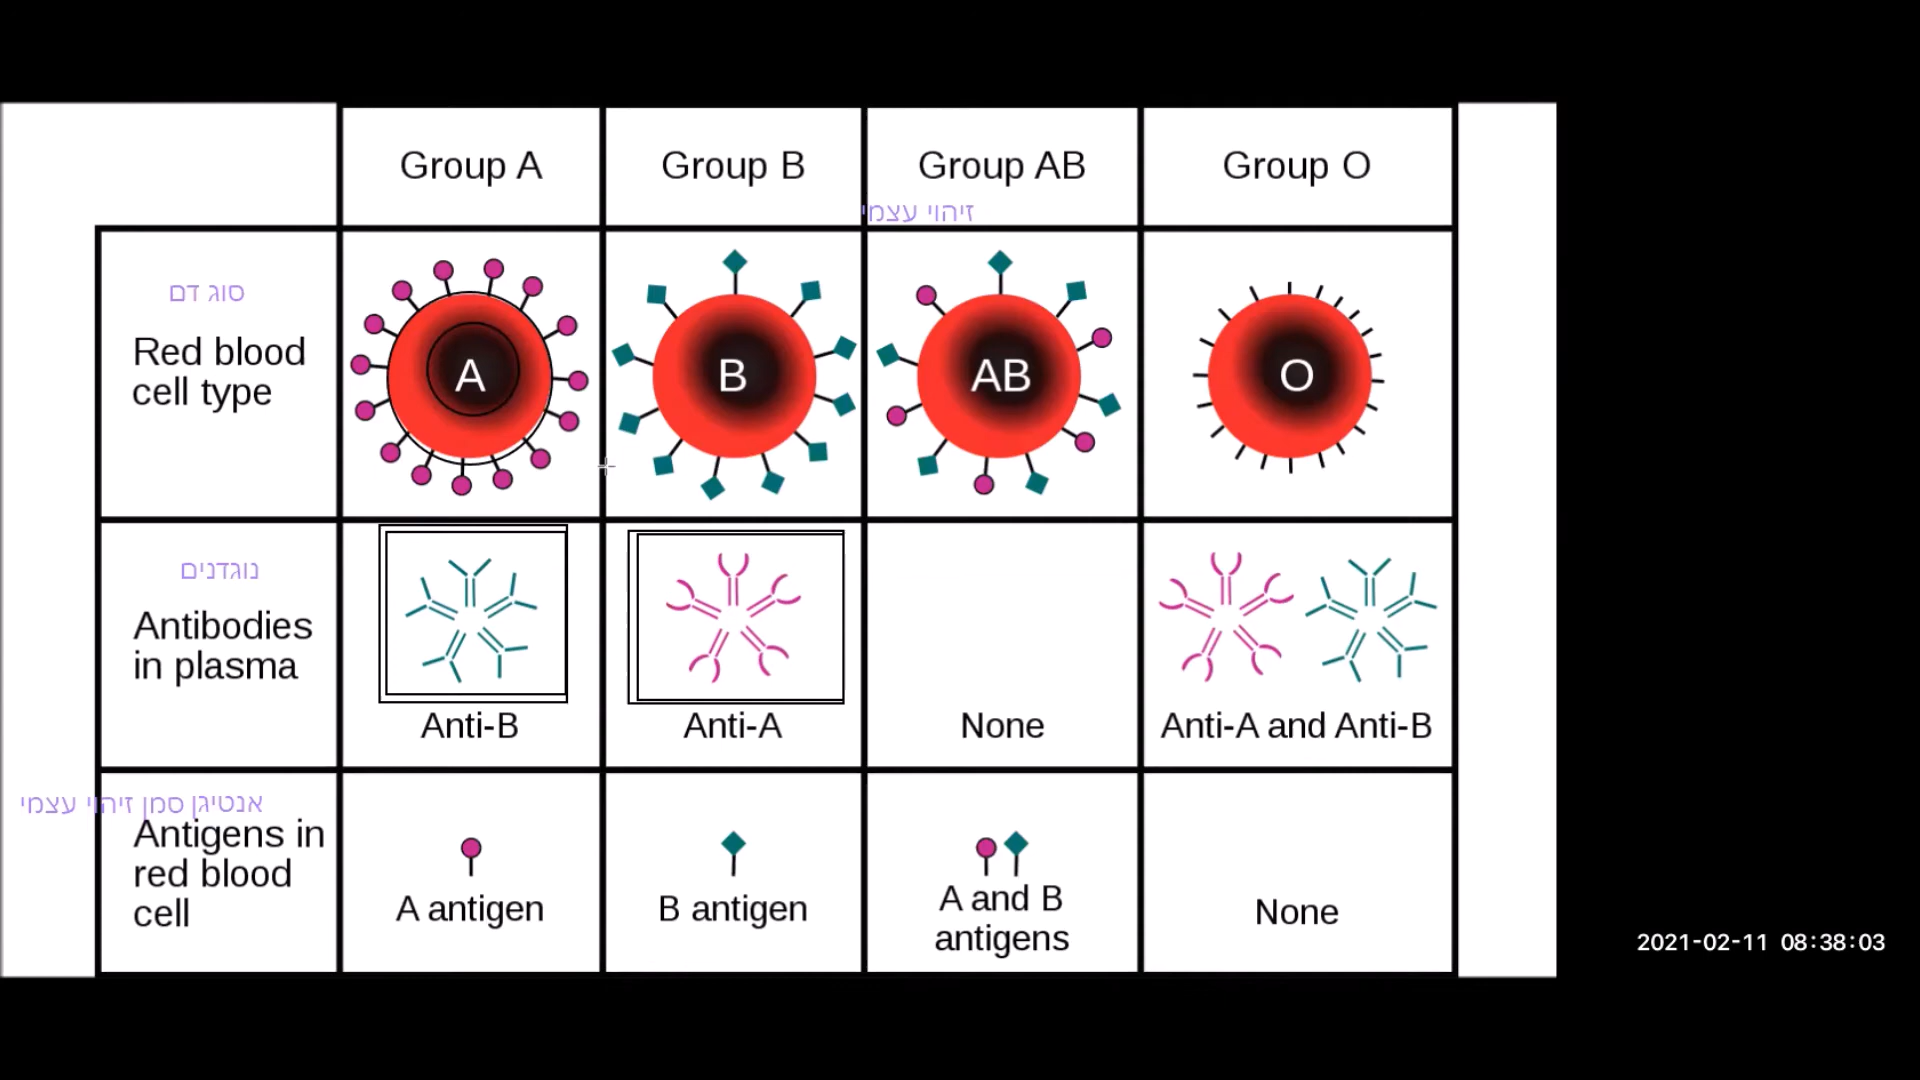 Group A
Group B
Group AB
Group O
זיהוי עצמי
סוג דם
Red blood
cell type
A
B
AB
O
נוגדנים
Antibodies
in plasma
Anti-B
Anti-A
None
Anti-A and Anti-B
אנטיגן סמן זיהוי עצמי
Antigens in
red blood
cell
A antigen
B antigen
A and B
antigens
None
2021-02-11 08:38:03